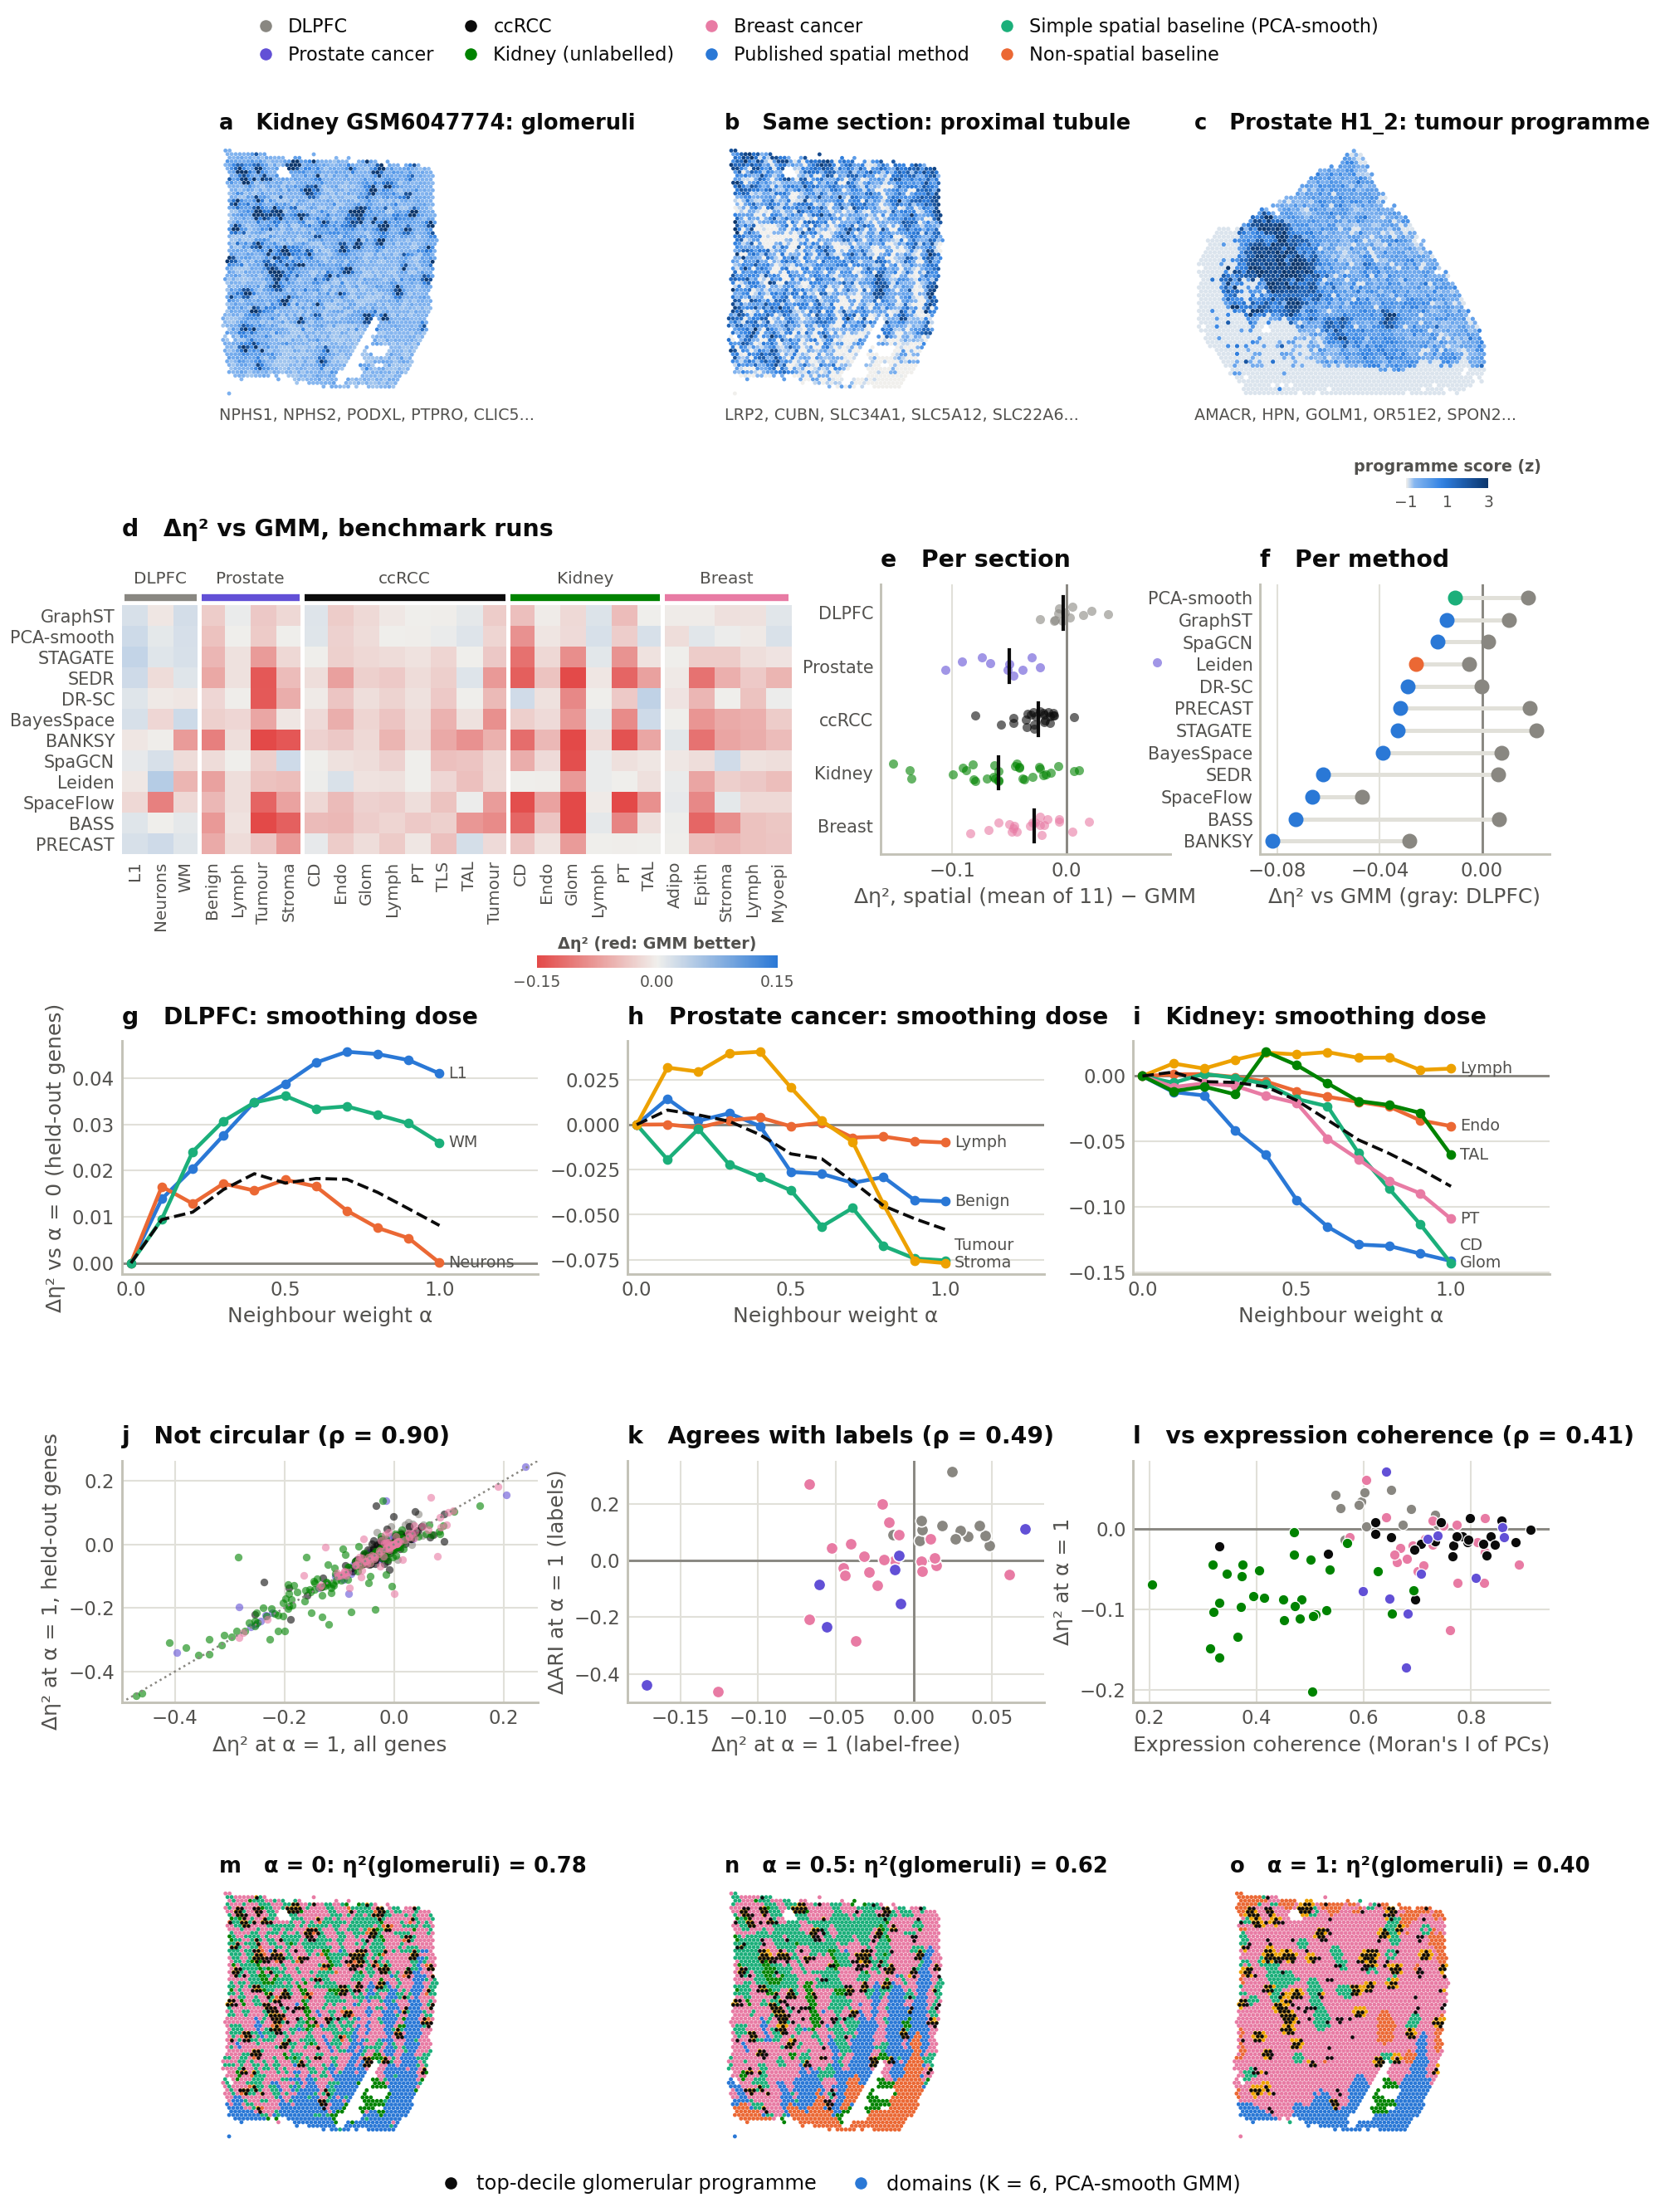 DLPFC
ccRCC
Breast cancer
Simple spatial baseline (PCA-smooth)
Prostate cancer
Kidney (unlabelled)
Published spatial method
Non-spatial baseline
a Kidney GSM6047774: glomeruli
b Same section: proximal tubule
c Prostate H1_2: tumour programme
NPHS1, NPHS2, PODXL, PTPRO, CLIC5...
LRP2, CUBN, SLC34A1, SLC5A12, SLC22A6...
AMACR, HPN, GOLM1, OR51E2, SPON2...
programme score (z)
−1 1 3
d Δη² vs GMM, benchmark runs
DLPFC Prostate ccRCC Kidney Breast
GraphST
PCA-smooth
STAGATE
SEDR
DR-SC
BayesSpace
BANKSY
SpaGCN
Leiden
SpaceFlow
BASS
PRECAST
L1
Neurons
WM
Benign
Lymph
Tumour
Stroma
CD
Endo
Glom
Lymph
PT
TLS
TAL
Tumour
CD
Endo
Glom
Lymph
PT
TAL
Adipo
Epith
Stroma
Lymph
Myoepi
Δη² (red: GMM better)
−0.15 0.00 0.15
e Per section
DLPFC
Prostate
ccRCC
Kidney
Breast
−0.1 0.0
Δη², spatial (mean of 11) − GMM
f Per method
PCA-smooth
GraphST
SpaGCN
Leiden
DR-SC
PRECAST
STAGATE
BayesSpace
SEDR
SpaceFlow
BASS
BANKSY
−0.08 −0.04 0.00
Δη² vs GMM (gray: DLPFC)
g DLPFC: smoothing dose
Δη² vs α = 0 (held-out genes)
0.04
0.03
0.02
0.01
0.00
L1
WM
Neurons
0.0 0.5 1.0
Neighbour weight α
h Prostate cancer: smoothing dose
0.025
0.000
−0.025
−0.050
−0.075
Lymph
Benign
Tumour
Stroma
0.0 0.5 1.0
Neighbour weight α
i Kidney: smoothing dose
0.00
−0.05
−0.10
−0.15
Lymph
Endo
TAL
PT
CD
Glom
0.0 0.5 1.0
Neighbour weight α
j Not circular (ρ = 0.90)
Δη² at α = 1, held-out genes
0.2
0.0
−0.2
−0.4
−0.4 −0.2 0.0 0.2
Δη² at α = 1, all genes
k Agrees with labels (ρ = 0.49)
ΔARI at α = 1 (labels)
0.2
0.0
−0.2
−0.4
−0.15 −0.10 −0.05 0.00 0.05
Δη² at α = 1 (label-free)
l vs expression coherence (ρ = 0.41)
Δη² at α = 1
0.0
−0.1
−0.2
0.2 0.4 0.6 0.8
Expression coherence (Moran's I of PCs)
m α = 0: η²(glomeruli) = 0.78
n α = 0.5: η²(glomeruli) = 0.62
o α = 1: η²(glomeruli) = 0.40
top-decile glomerular programme
domains (K = 6, PCA-smooth GMM)